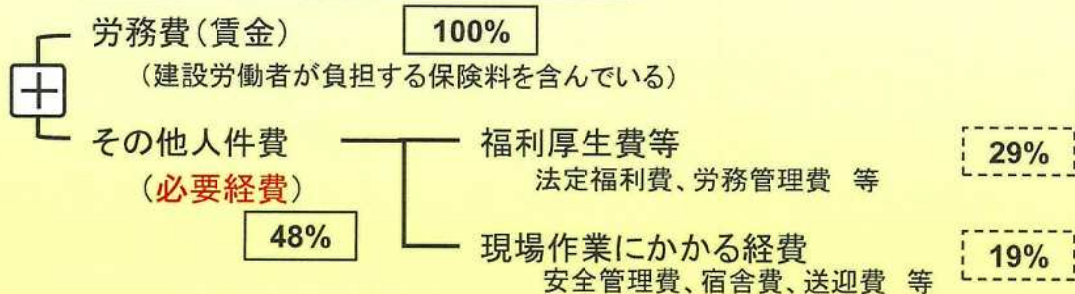 労務費(賃金) 100%
(建設労働者が負担する保険料を含んでいる)
+
その他人件費
(必要経費)
48%
福利厚生費等 29%
法定福利費、労務管理費 等
現場作業にかかる経費 19%
安全管理費、宿舎費、送迎費 等